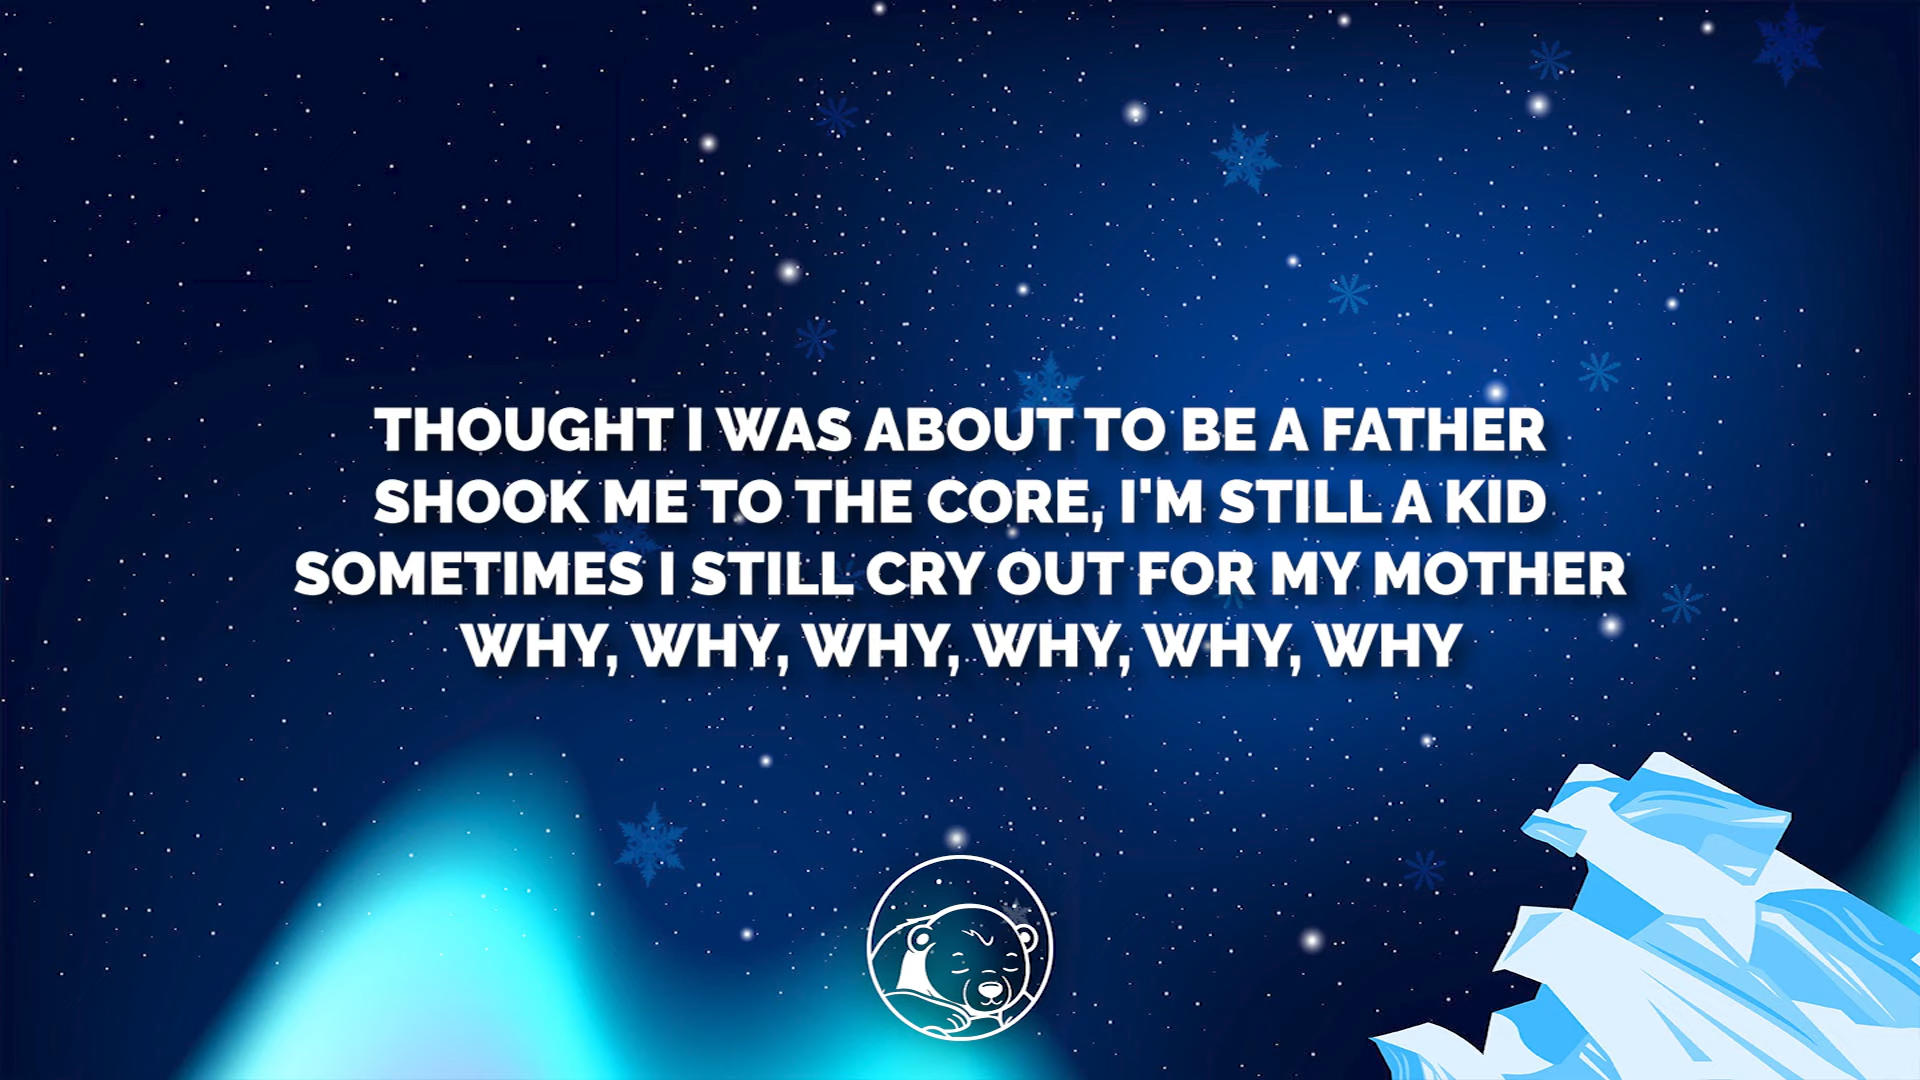 THOUGHT I WAS ABOUT TO BE A FATHER
SHOOK ME TO THE CORE, I'M STILL A KID
SOMETIMES I STILL CRY OUT FOR MY MOTHER
WHY, WHY, WHY, WHY, WHY, WHY